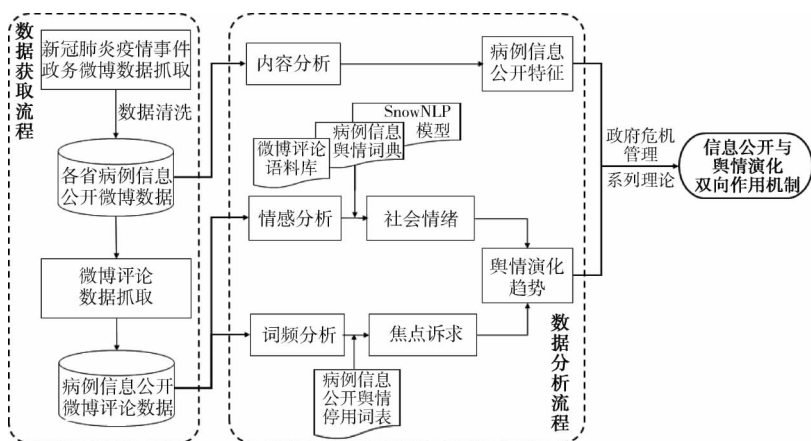 数据获取流程
新冠肺炎疫情事件
政务微博数据抓取
数据清洗
各省病例信息
公开微博数据
微博评论
数据抓取
病例信息公开
微博评论数据
内容分析
病例信息
公开特征
SnowNLP
模型
病例信息
舆情词典
微博评论
语料库
情感分析
社会情绪
舆情演化
趋势
词频分析
焦点诉求
病例信息
公开舆情
停用词表
数据分析流程
政府危机
管理
系列理论
信息公开与
舆情演化
双向作用机制